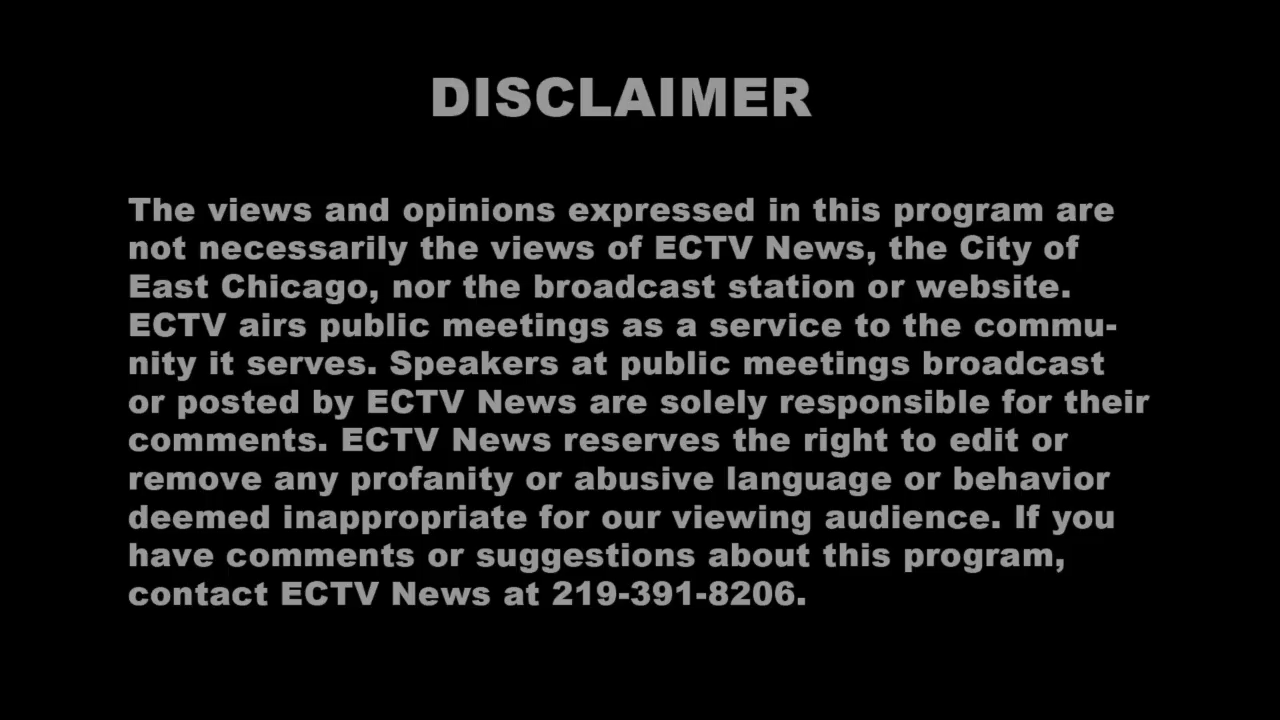 DISCLAIMER
The views and opinions expressed in this program are
not necessarily the views of ECTV News, the City of
East Chicago, nor the broadcast station or website.
ECTV airs public meetings as a service to the commu-
nity it serves. Speakers at public meetings broadcast
or posted by ECTV News are solely responsible for their
comments. ECTV News reserves the right to edit or
remove any profanity or abusive language or behavior
deemed inappropriate for our viewing audience. If you
have comments or suggestions about this program,
contact ECTV News at 219-391-8206.